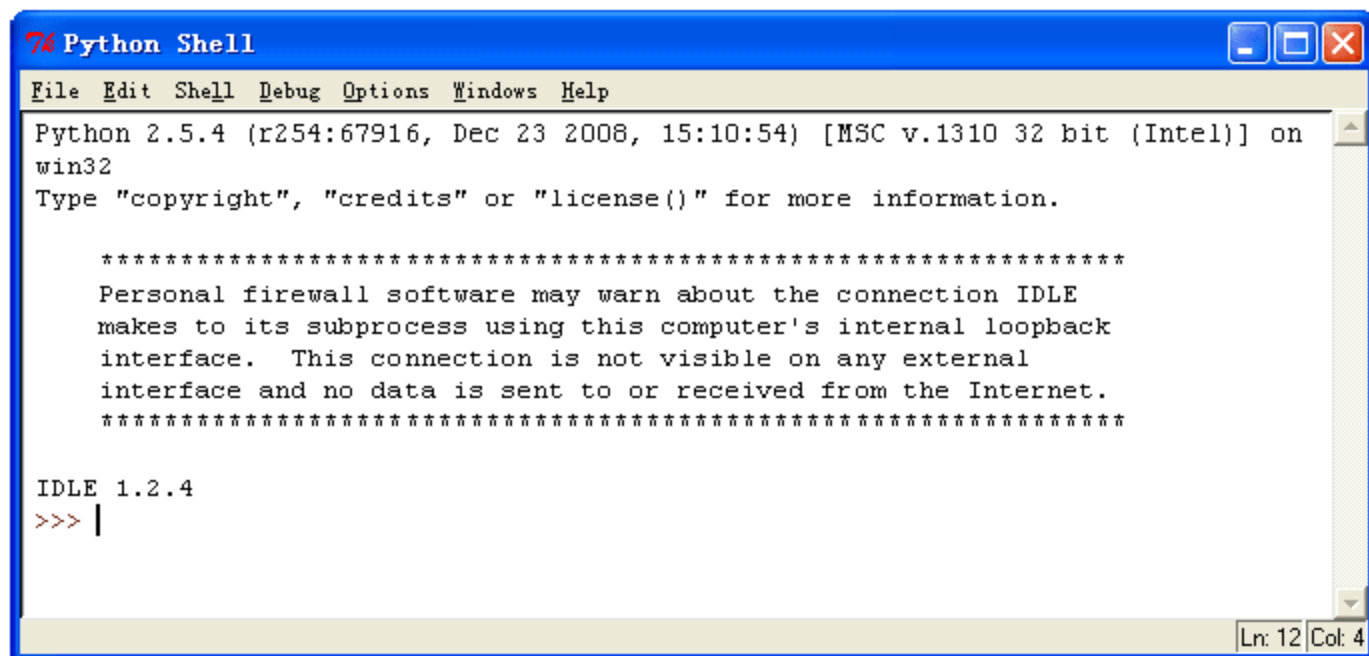 7k Python Shell
File Edit Shell Debug Options Windows Help
Python 2.5.4 (r254:67916, Dec 23 2008, 15:10:54) [MSC v.1310 32 bit (Intel)] on
win32
Type "copyright", "credits" or "license()" for more information.
****************************************************************
Personal firewall software may warn about the connection IDLE
makes to its subprocess using this computer's internal loopback
interface.  This connection is not visible on any external
interface and no data is sent to or received from the Internet.
****************************************************************
IDLE 1.2.4
>>>
Ln: 12 Col: 4